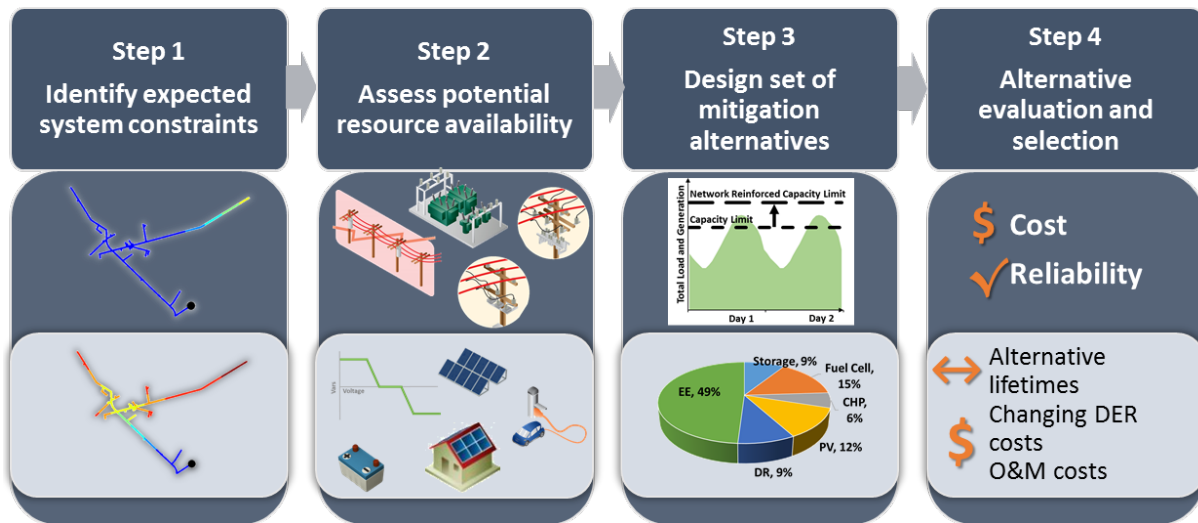 Step 1
Identify expected
system constraints
Step 2
Assess potential
resource availability
Step 3
Design set of
mitigation
alternatives
Step 4
Alternative
evaluation and
selection
Vars
Voltage
Total Load and Generation
Network Reinforced Capacity Limit
Capacity Limit
Day 1
Day 2
Storage, 9%
Fuel Cell,
15%
CHP,
6%
PV, 12%
DR, 9%
EE, 49%
$ Cost
Reliability
Alternative
lifetimes
$ Changing DER
costs
O&M costs